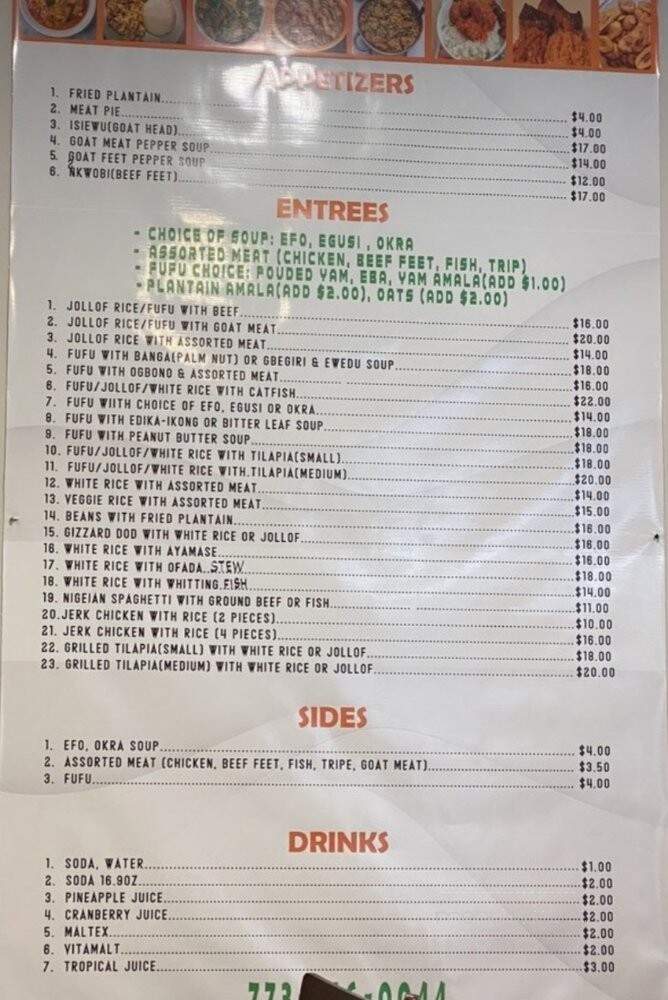 APPETIZERS
1. FRIED PLANTAIN $4.00
2. MEAT PIE $4.00
3. ISIEWU(GOAT HEAD) $17.00
4. GOAT MEAT PEPPER SOUP $14.00
5. GOAT FEET PEPPER SOUP $12.00
6. NKWOBI(BEEF FEET) $17.00
ENTREES
- CHOICE OF SOUP: EFO, EGUSI , OKRA
- ASSORTED MEAT (CHICKEN, BEEF FEET, FISH, TRIP)
- FUFU CHOICE: POUDED YAM, EBA, YAM AMALA(ADD $1.00)
- PLANTAIN AMALA(ADD $2.00), OATS (ADD $2.00)
1. JOLLOF RICE/FUFU WITH BEEF $16.00
2. JOLLOF RICE/FUFU WITH GOAT MEAT $20.00
3. JOLLOF RICE WITH ASSORTED MEAT $14.00
4. FUFU WITH BANGA(PALM NUT) OR GBEGIRI & EWEDU SOUP $18.00
5. FUFU WITH OGBONO & ASSORTED MEAT $16.00
6. FUFU/JOLLOF/WHITE RICE WITH CATFISH $22.00
7. FUFU WIITH CHOICE OF EFO, EGUSI OR OKRA $14.00
8. FUFU WITH EDIKA-IKONG OR BITTER LEAF SOUP $18.00
9. FUFU WITH PEANUT BUTTER SOUP $18.00
10. FUFU/JOLLOF/WHITE RICE WITH TILAPIA(SMALL) $18.00
11. FUFU/JOLLOF/WHITE RICE WITH.TILAPIA(MEDIUM) $20.00
12. WHITE RICE WITH ASSORTED MEAT $14.00
13. VEGGIE RICE WITH ASSORTED MEAT $15.00
14. BEANS WITH FRIED PLANTAIN $16.00
15. GIZZARD DOD WITH WHITE RICE OR JOLLOF $16.00
16. WHITE RICE WITH AYAMASE $16.00
17. WHITE RICE WITH OFADA STEW $18.00
18. WHITE RICE WITH WHITTING FISH $14.00
19. NIGEIAN SPAGHETTI WITH GROUND BEEF OR FISH $11.00
20.JERK CHICKEN WITH RICE (2 PIECES) $10.00
21. JERK CHICKEN WITH RICE (4 PIECES) $16.00
22. GRILLED TILAPIA(SMALL) WITH WHITE RICE OR JOLLOF $18.00
23. GRILLED TILAPIA(MEDIUM) WITH WHITE RICE OR JOLLOF $20.00
SIDES
1. EFO, OKRA SOUP $4.00
2. ASSORTED MEAT (CHICKEN, BEEF FEET, FISH, TRIPE, GOAT MEAT) $3.50
3. FUFU $4.00
DRINKS
1. SODA, WATER $1.00
2. SODA 16.9OZ $2.00
3. PINEAPPLE JUICE $2.00
4. CRANBERRY JUICE $2.00
5. MALTEX $2.00
6. VITAMALT $2.00
7. TROPICAL JUICE $3.00
773